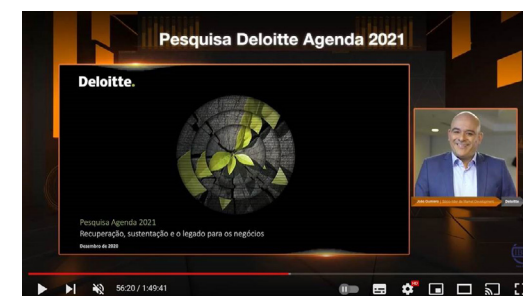 Pesquisa Deloitte Agenda 2021
Deloitte.
Pesquisa Agenda 2021
Recuperação, sustentação e o legado para os negócios
Dezembro de 2020
Deloitte
56:20 / 1:49:41